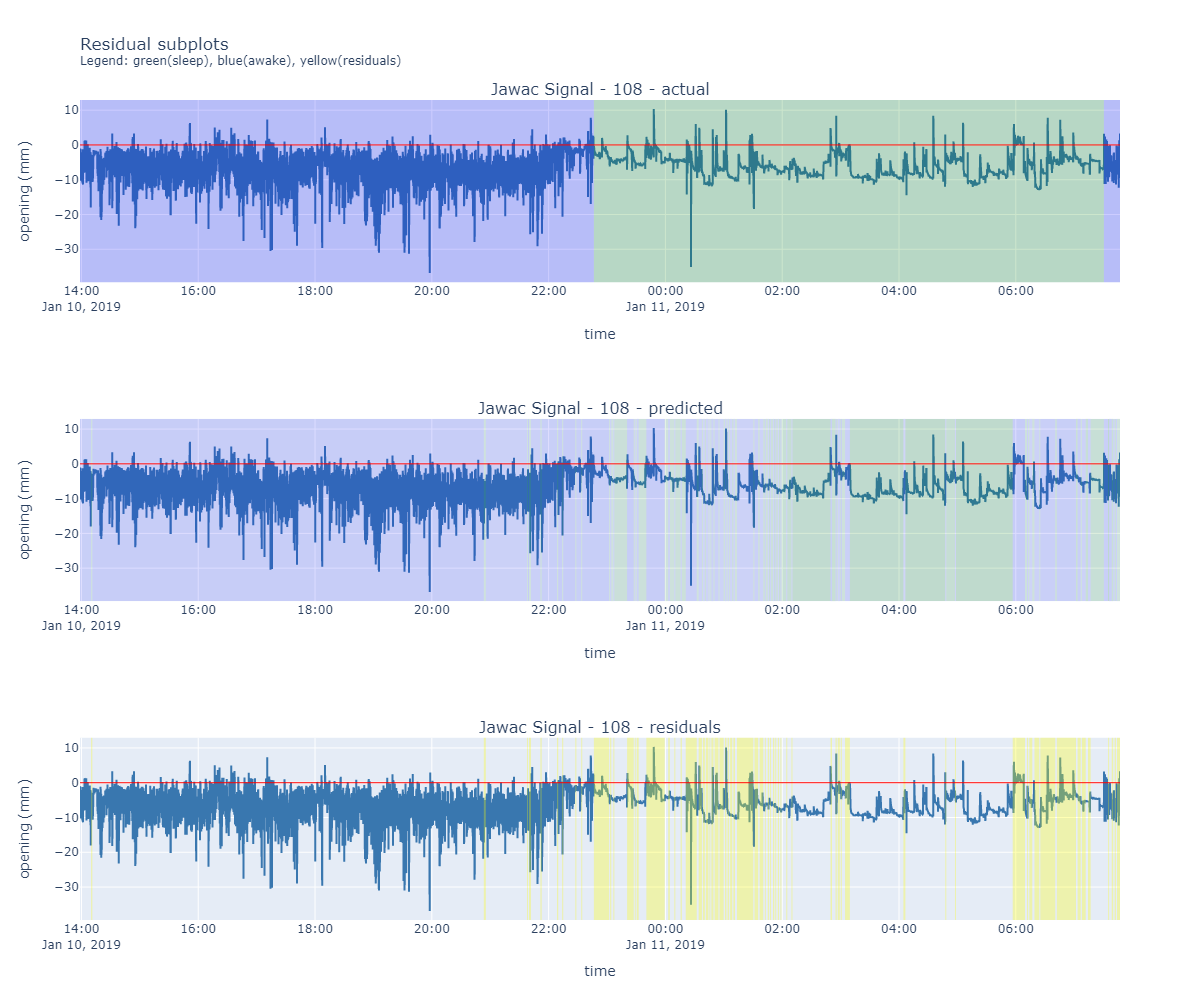 Residual subplots
Legend: green(sleep), blue(awake), yellow(residuals)
Jawac Signal - 108 - actual
10
0
−10
−20
−30
opening (mm)
14:00 16:00 18:00 20:00 22:00 00:00 02:00 04:00 06:00
Jan 10, 2019 Jan 11, 2019
time
Jawac Signal - 108 - predicted
10
0
−10
−20
−30
opening (mm)
14:00 16:00 18:00 20:00 22:00 00:00 02:00 04:00 06:00
Jan 10, 2019 Jan 11, 2019
time
Jawac Signal - 108 - residuals
10
0
−10
−20
−30
opening (mm)
14:00 16:00 18:00 20:00 22:00 00:00 02:00 04:00 06:00
Jan 10, 2019 Jan 11, 2019
time